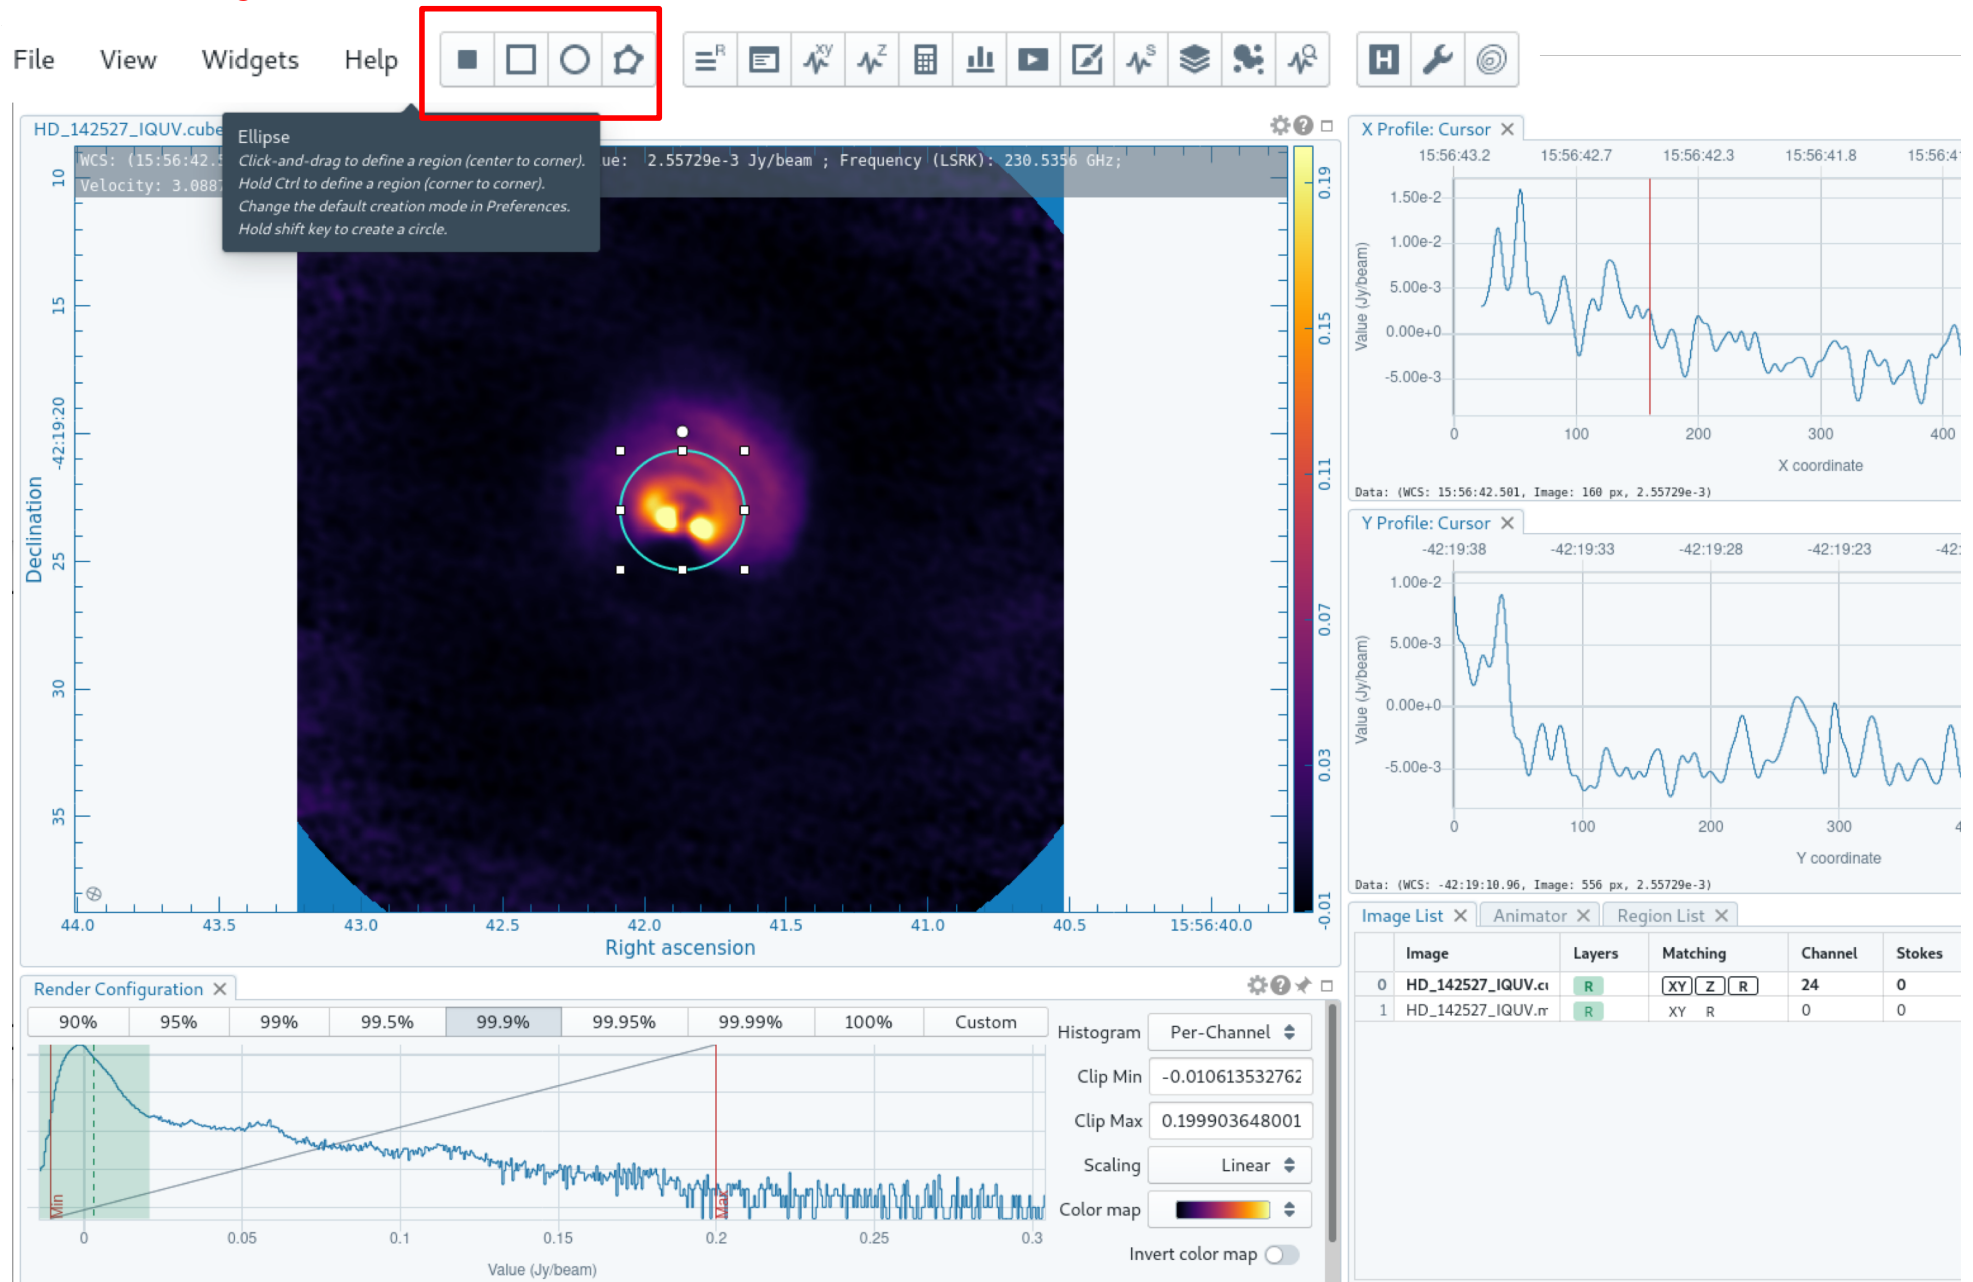 File View Widgets Help
R XY Z S
H
Ellipse
Click-and-drag to define a region (center to corner).
Hold Ctrl to define a region (corner to corner).
Change the default creation mode in Preferences.
Hold shift key to create a circle.
HD_142527_IQUV.cube
WCS: (15:56:42.5
ue: 2.55729e-3 Jy/beam ; Frequency (LSRK): 230.5356 GHz;
Velocity: 3.088
10
15
-42:19:20
25
30
35
Declination
44.0 43.5 43.0 42.5 42.0 41.5 41.0 40.5 15:56:40.0
Right ascension
0.19
0.15
0.11
0.07
0.03
-0.01
X Profile: Cursor
15:56:43.2 15:56:42.7 15:56:42.3 15:56:41.8 15:56:41
1.50e-2
1.00e-2
5.00e-3
0.00e+0
-5.00e-3
Value (Jy/beam)
0 100 200 300 400
X coordinate
Data: (WCS: 15:56:42.501, Image: 160 px, 2.55729e-3)
Y Profile: Cursor
-42:19:38 -42:19:33 -42:19:28 -42:19:23 -42:
1.00e-2
5.00e-3
0.00e+0
-5.00e-3
Value (Jy/beam)
0 100 200 300 4
Y coordinate
Data: (WCS: -42:19:10.96, Image: 556 px, 2.55729e-3)
Image List Animator Region List
Image Layers Matching Channel Stokes
0 HD_142527_IQUV.cu R XY Z R 24 0
1 HD_142527_IQUV.m R XY R 0 0
Render Configuration
90% 95% 99% 99.5% 99.9% 99.95% 99.99% 100% Custom
Min
Max
0 0.05 0.1 0.15 0.2 0.25 0.3
Value (Jy/beam)
Histogram Per-Channel
Clip Min -0.010613532762
Clip Max 0.199903648001
Scaling Linear
Color map
Invert color map